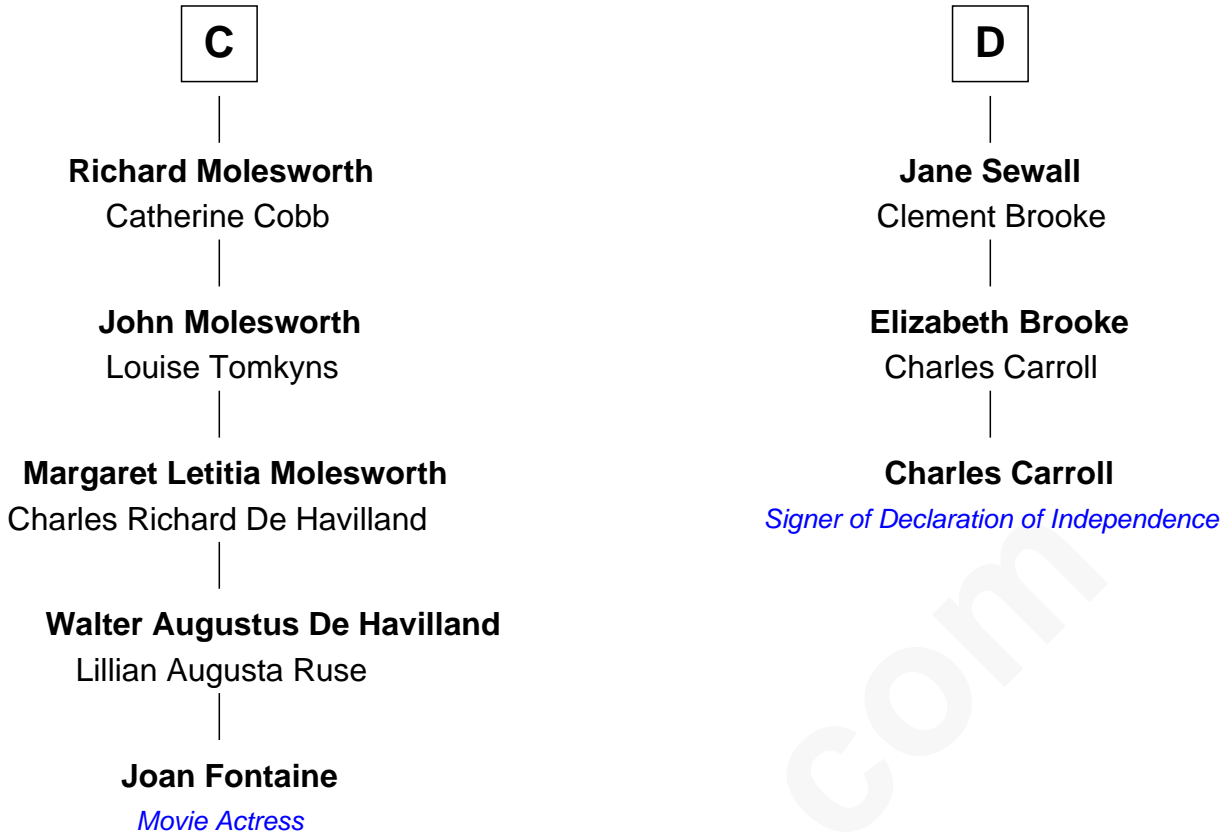 C
Richard Molesworth
Catherine Cobb
John Molesworth
Louise Tomkyns
Margaret Letitia Molesworth
Charles Richard De Havilland
Walter Augustus De Havilland
Lillian Augusta Ruse
Joan Fontaine
Movie Actress
D
Jane Sewall
Clement Brooke
Elizabeth Brooke
Charles Carroll
Charles Carroll
Signer of Declaration of Independence
com